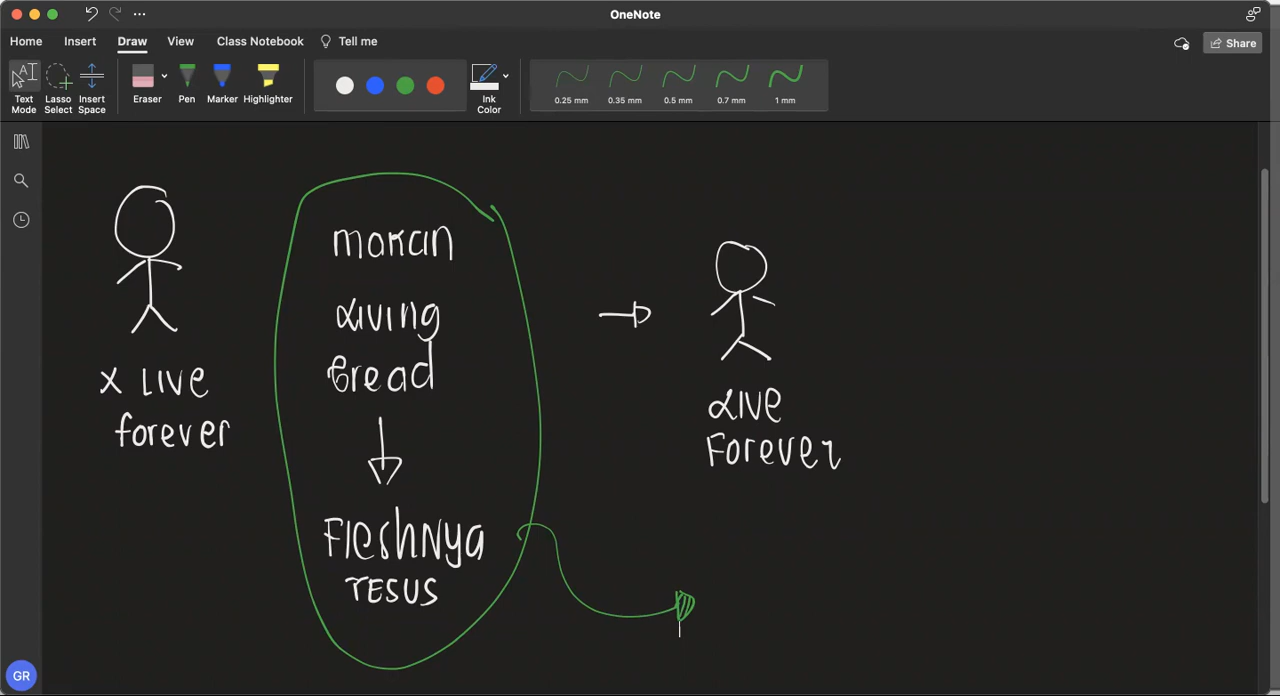 OneNote
Home Insert Draw View Class Notebook Tell me
Share
Text Mode
Lasso Select
Insert Space
Eraser
Pen
Marker
Highlighter
Ink Color
0.25 mm
0.35 mm
0.5 mm
0.7 mm
1 mm
X Live
forever
makan
Living
Bread
Fleshnya
YESUS
Live
Forever
GR